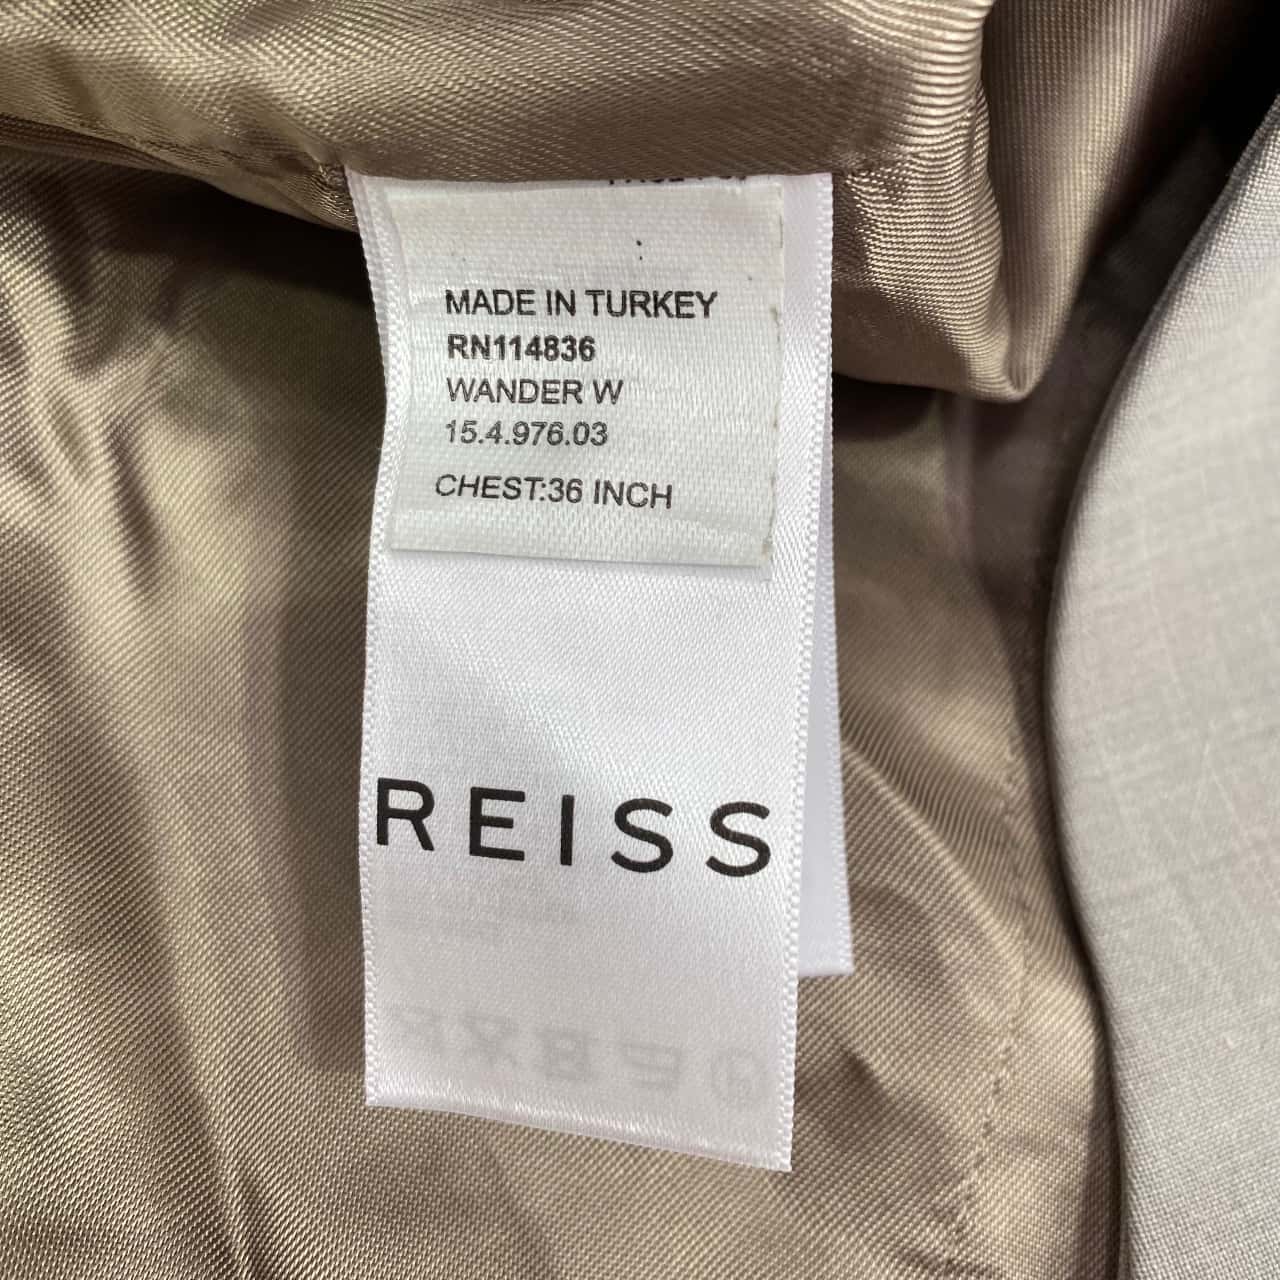 MADE IN TURKEY
RN114836
WANDER W
15.4.976.03
CHEST:36 INCH
REISS